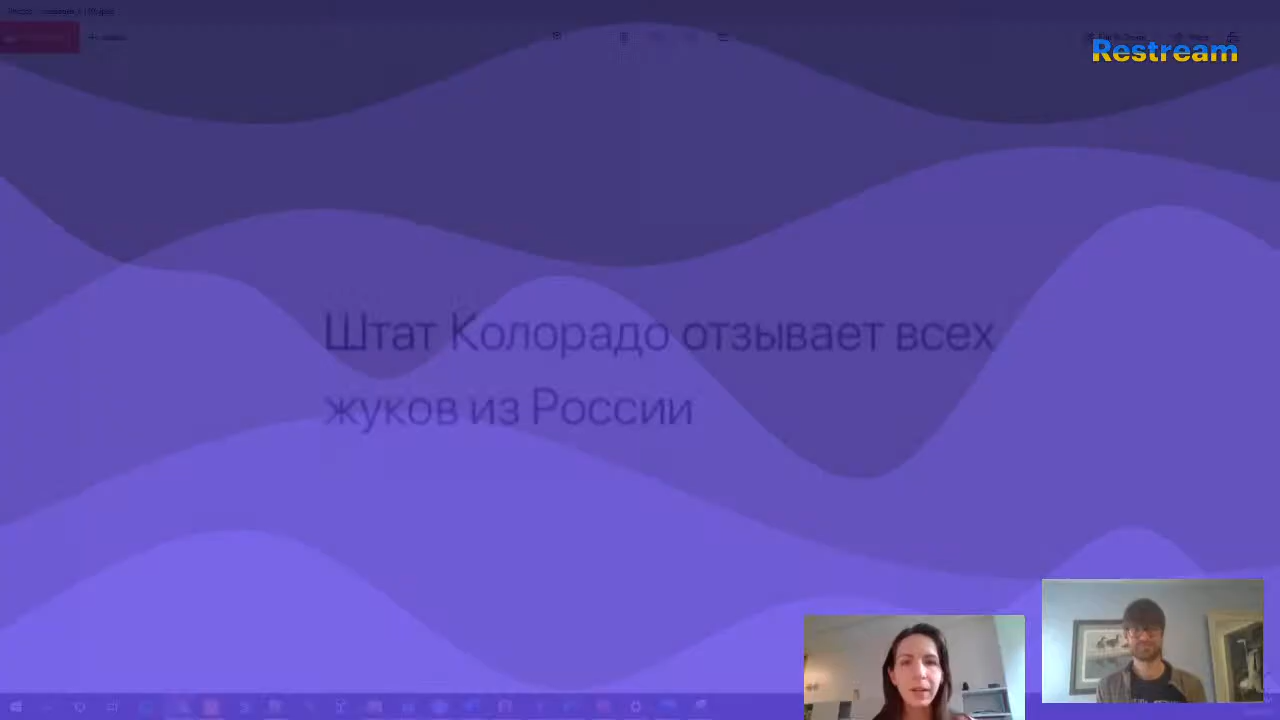 Restream
Штат Колорадо отзывает всех
жуков из России